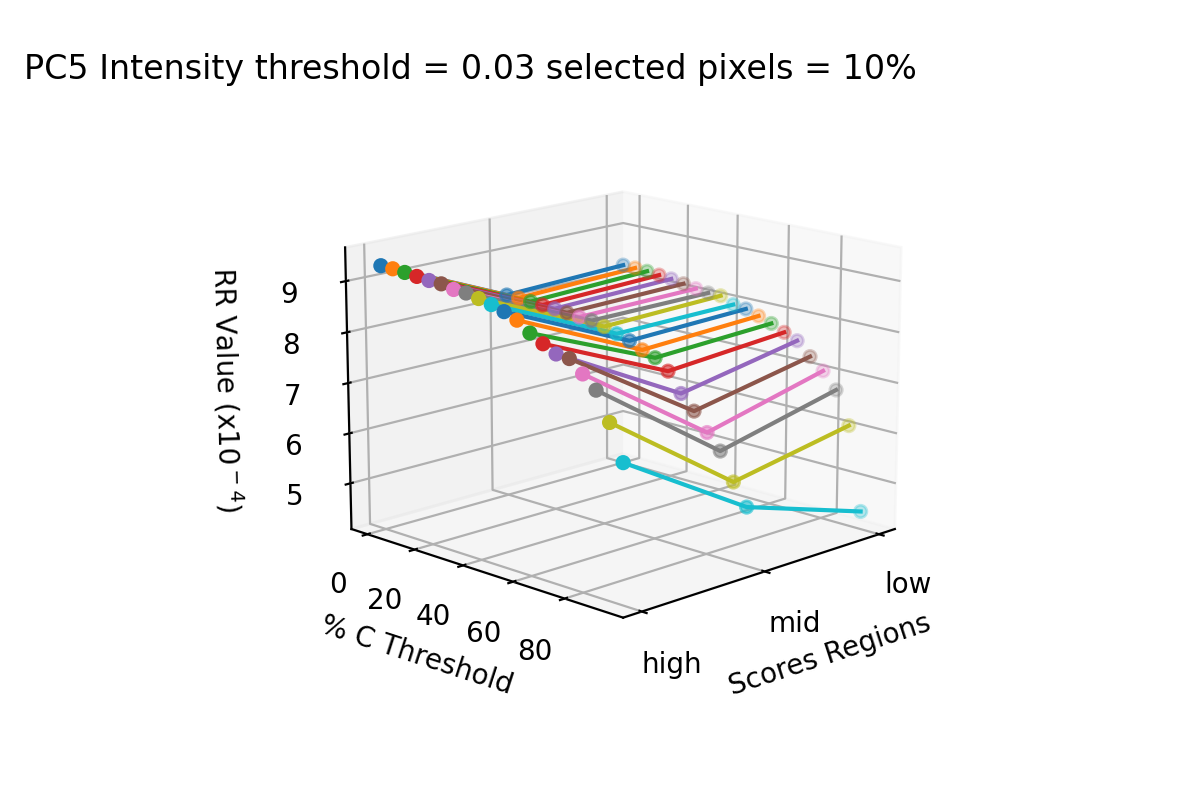 PC5 Intensity threshold = 0.03 selected pixels = 10%
RR Value (x10⁻⁴)
9
8
7
6
5
0
20
40
60
80
% C Threshold
high
mid
low
Scores Regions